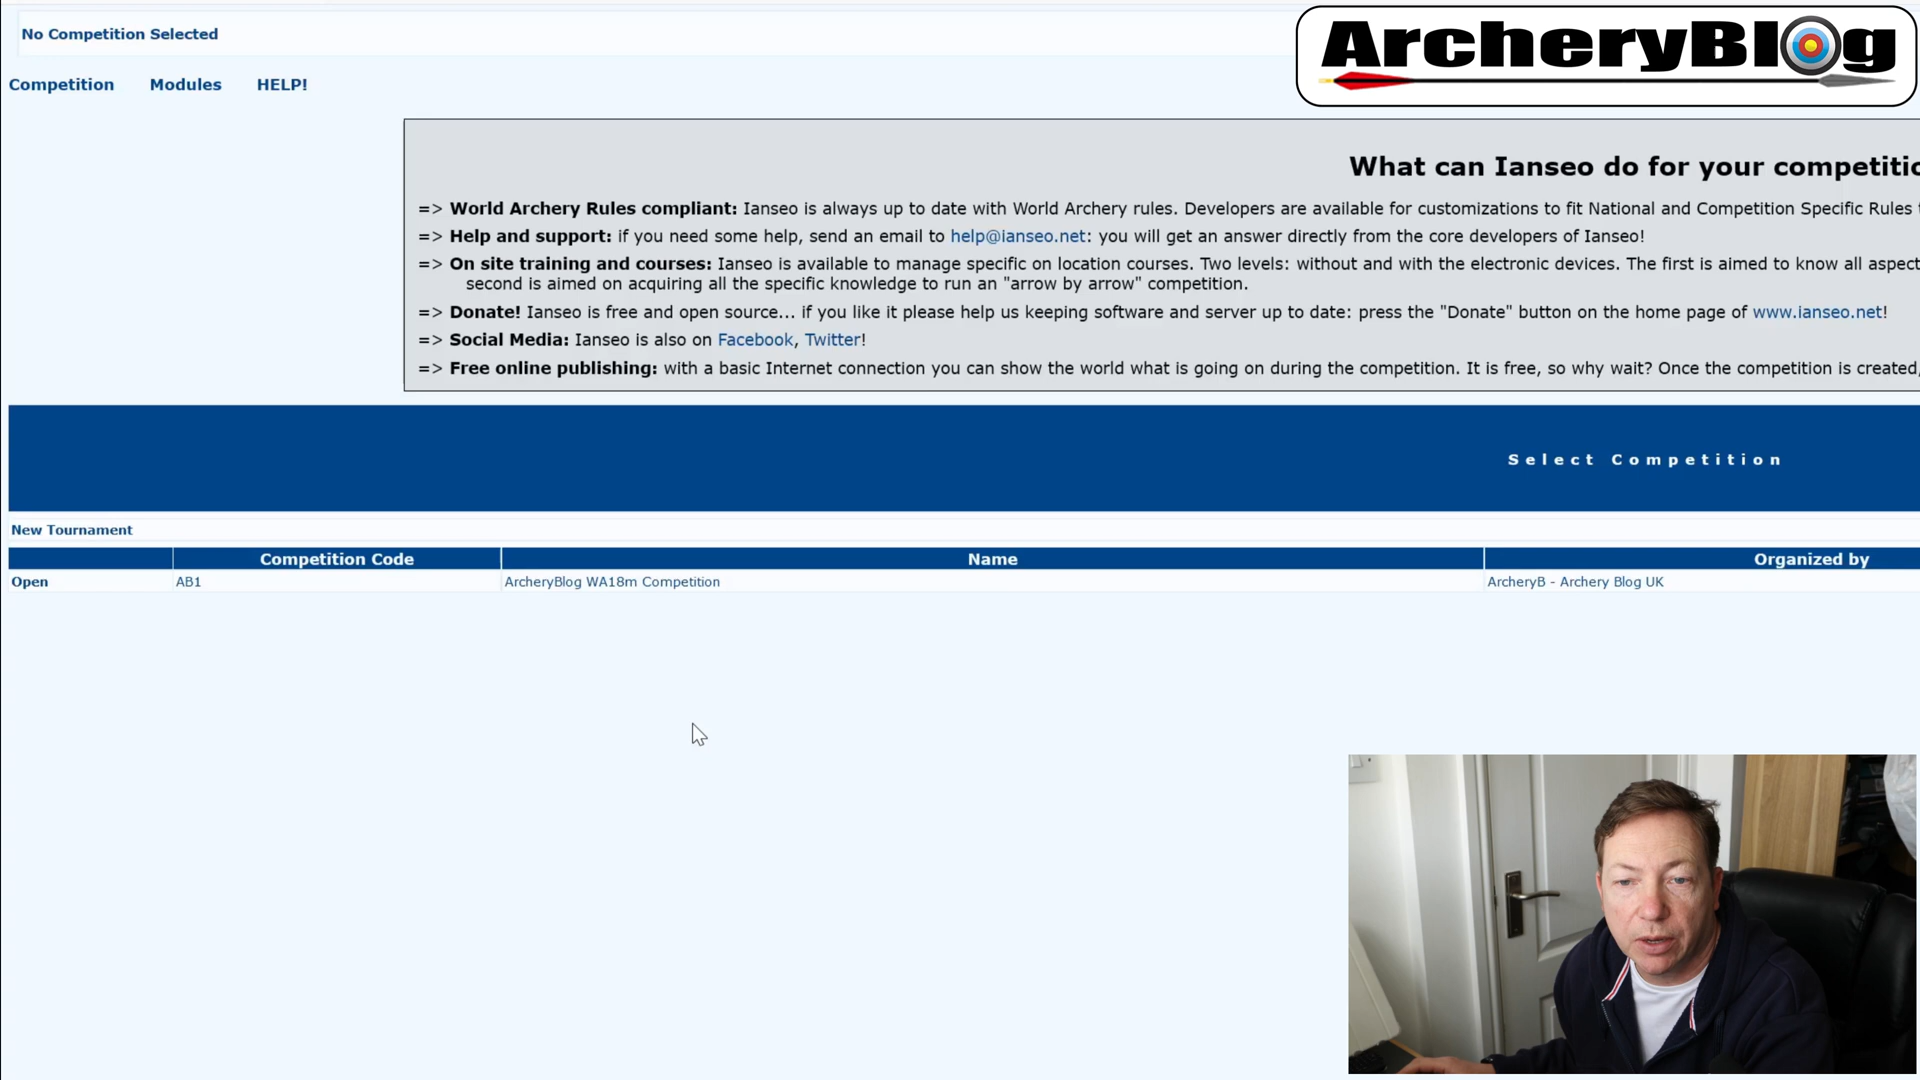 No Competition Selected
ArcheryBlog
Competition Modules HELP!
What can Ianseo do for your competitio
=> World Archery Rules compliant: Ianseo is always up to date with World Archery rules. Developers are available for customizations to fit National and Competition Specific Rules
=> Help and support: if you need some help, send an email to help@ianseo.net: you will get an answer directly from the core developers of Ianseo!
=> On site training and courses: Ianseo is available to manage specific on location courses. Two levels: without and with the electronic devices. The first is aimed to know all aspect
second is aimed on acquiring all the specific knowledge to run an "arrow by arrow" competition.
=> Donate! Ianseo is free and open source... if you like it please help us keeping software and server up to date: press the "Donate" button on the home page of www.ianseo.net!
=> Social Media: Ianseo is also on Facebook, Twitter!
=> Free online publishing: with a basic Internet connection you can show the world what is going on during the competition. It is free, so why wait? Once the competition is created,
Select Competition
New Tournament
Competition Code Name Organized by
Open AB1 ArcheryBlog WA18m Competition ArcheryB - Archery Blog UK